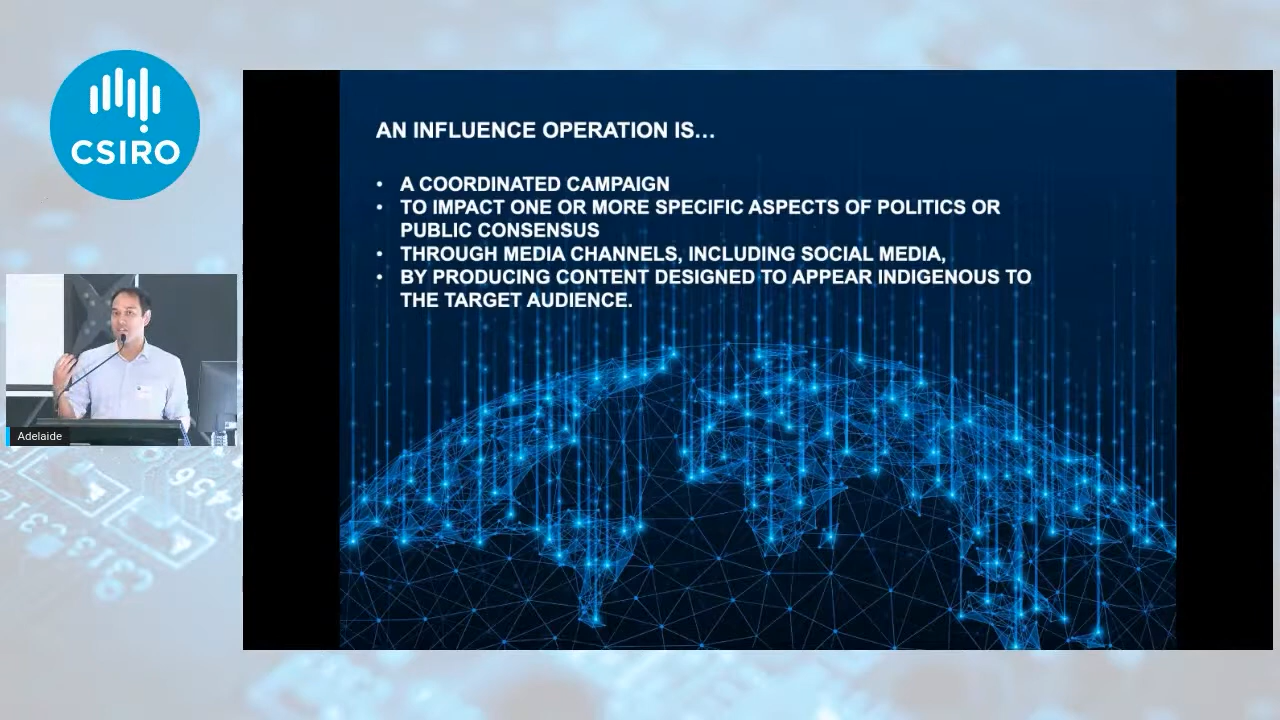 CSIRO
AN INFLUENCE OPERATION IS…
• A COORDINATED CAMPAIGN
• TO IMPACT ONE OR MORE SPECIFIC ASPECTS OF POLITICS OR
PUBLIC CONSENSUS
• THROUGH MEDIA CHANNELS, INCLUDING SOCIAL MEDIA,
• BY PRODUCING CONTENT DESIGNED TO APPEAR INDIGENOUS TO
THE TARGET AUDIENCE.
Adelaide